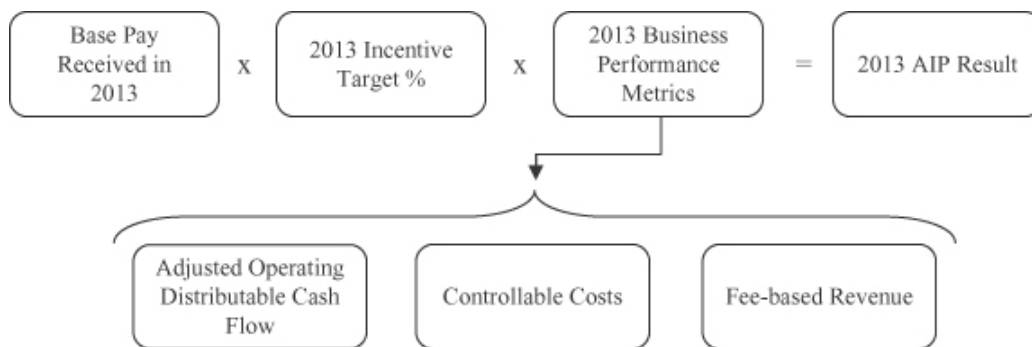 Base Pay
Received in
2013
x
2013 Incentive
Target %
x
2013 Business
Performance
Metrics
=
2013 AIP Result
Adjusted Operating
Distributable Cash
Flow
Controllable Costs
Fee-based Revenue